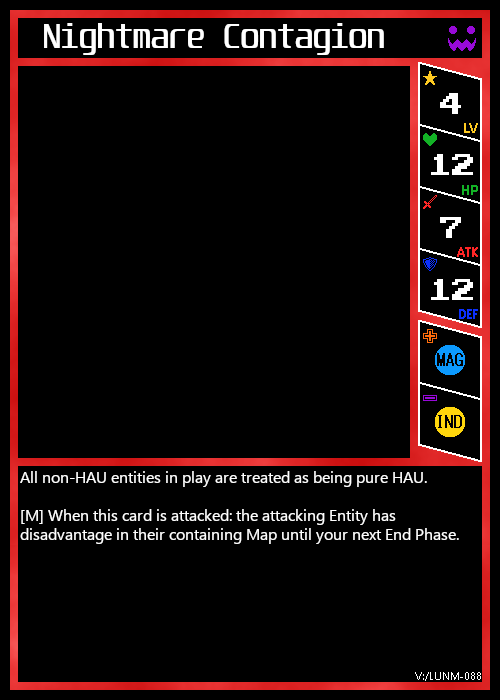 Nightmare Contagion
4
LV
12
HP
7
ATK
12
DEF
MAG
IND
All non-HAU entities in play are treated as being pure HAU.
[M] When this card is attacked: the attacking Entity has
disadvantage in their containing Map until your next End Phase.
V:/LUNM-088